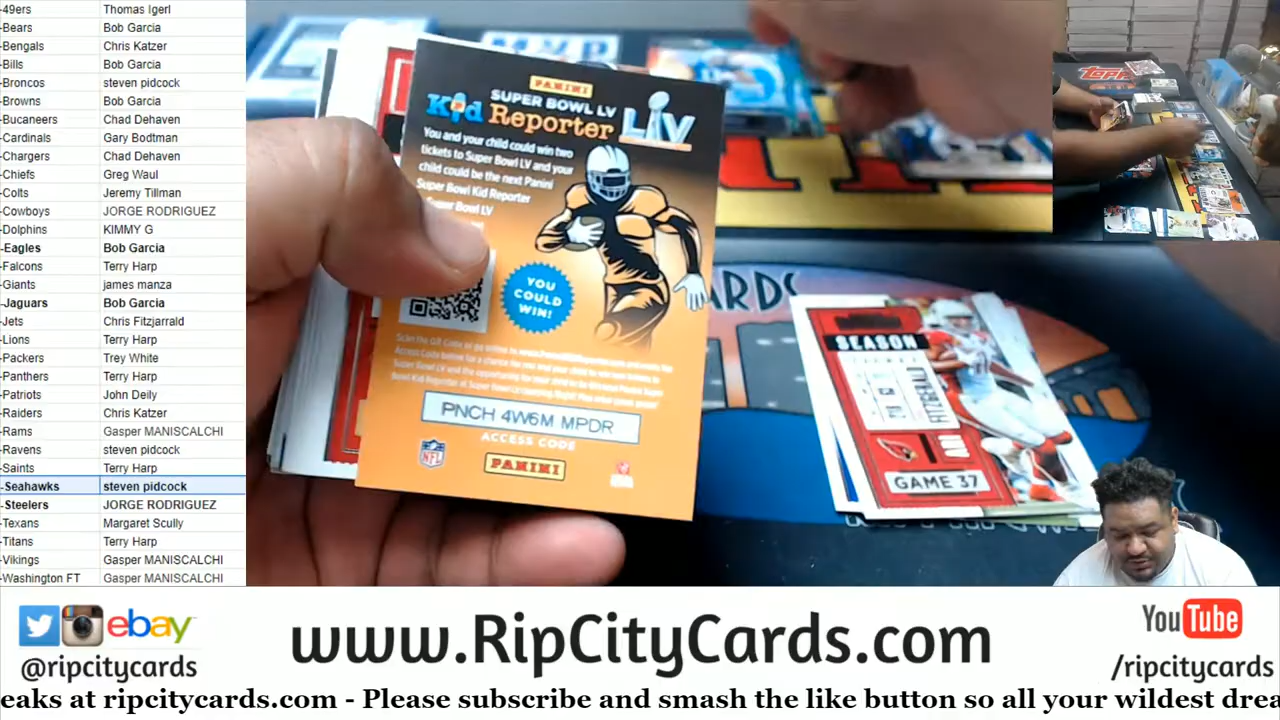 -49ers Thomas Igerl
-Bears Bob Garcia
-Bengals Chris Katzer
-Bills Bob Garcia
-Broncos steven pidcock
-Browns Bob Garcia
-Bucaneers Chad Dehaven
-Cardinals Gary Bodtman
-Chargers Chad Dehaven
-Chiefs Greg Waul
-Colts Jeremy Tillman
-Cowboys JORGE RODRIGUEZ
-Dolphins KIMMY G
-Eagles Bob Garcia
-Falcons Terry Harp
-Giants james manza
-Jaguars Bob Garcia
-Jets Chris Fitzjarrald
-Lions Terry Harp
-Packers Trey White
-Panthers Terry Harp
-Patriots John Deily
-Raiders Chris Katzer
-Rams Gasper MANISCALCHI
-Ravens steven pidcock
-Saints Terry Harp
-Seahawks steven pidcock
-Steelers JORGE RODRIGUEZ
-Texans Margaret Scully
-Titans Terry Harp
-Vikings Gasper MANISCALCHI
-Washington FT Gasper MANISCALCHI
MVP
PANINI
SUPER BOWL LV
Kid Reporter LIV
You and your child could win two
tickets to Super Bowl LV and your
child could be the next Panini
Super Bowl Kid Reporter
Super Bowl LV
YOU
COULD
WIN!
PNCH 4W6M MPDR
ACCESS CODE
NFL
PANINI
TOPPS
ARDS
SEASON
GAME 37
ebay
@ripcitycards
www.RipCityCards.com
YouTube
/ripcitycards
eaks at ripcitycards.com - Please subscribe and smash the like button so all your wildest drea